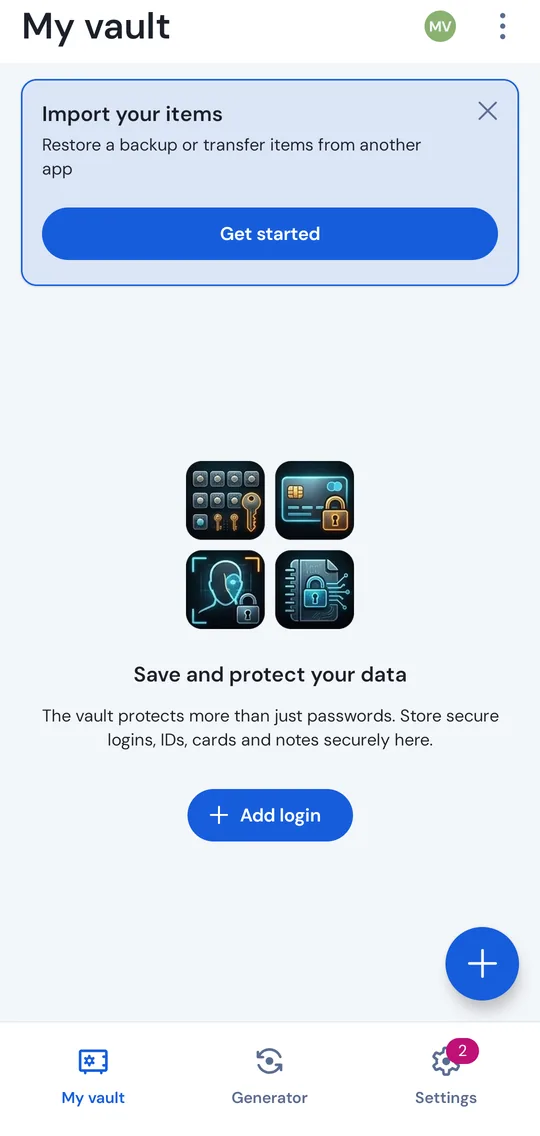 My vault
MV
Import your items
Restore a backup or transfer items from another
app
Get started
Save and protect your data
The vault protects more than just passwords. Store secure
logins, IDs, cards and notes securely here.
Add login
2
My vault
Generator
Settings